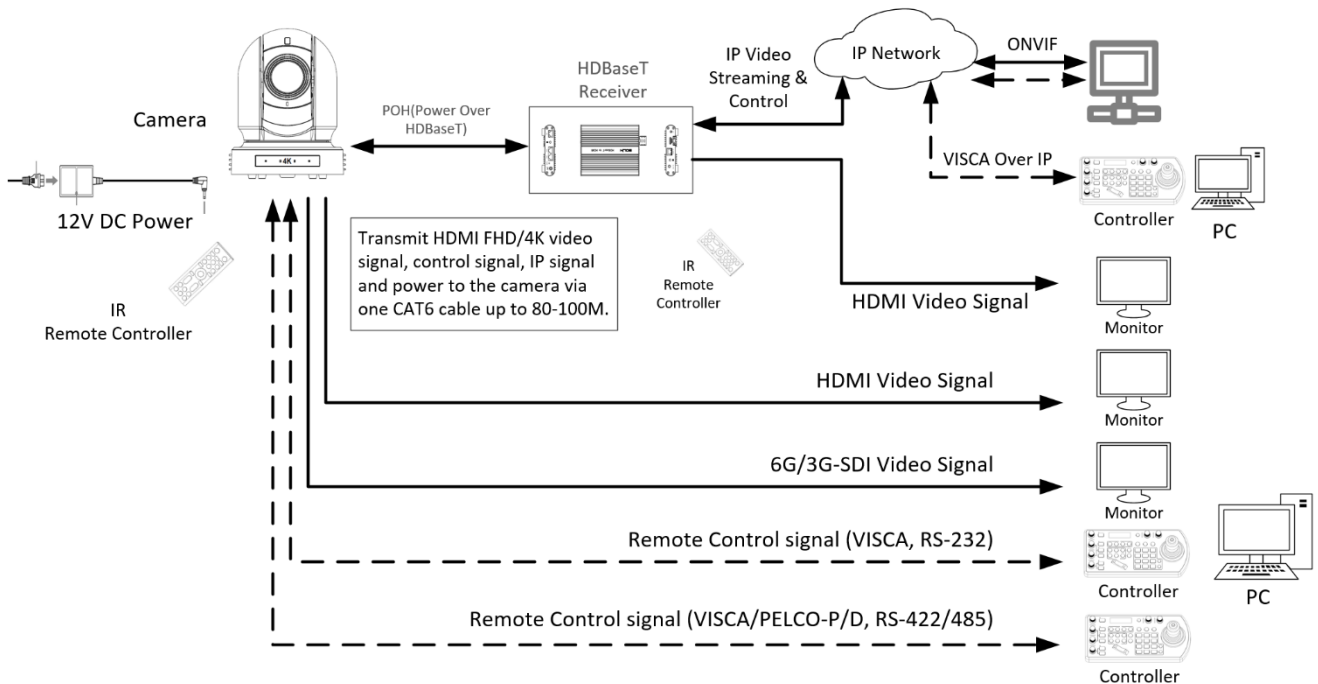 Camera
4K
12V DC Power
IR
Remote Controller
POH(Power Over
HDBaseT)
HDBaseT
Receiver
IP Video
Streaming &
Control
IP Network
ONVIF
VISCA Over IP
Controller
PC
Transmit HDMI FHD/4K video
signal, control signal, IP signal
and power to the camera via
one CAT6 cable up to 80-100M.
IR
Remote
Controller
HDMI Video Signal
Monitor
HDMI Video Signal
Monitor
6G/3G-SDI Video Signal
Monitor
Remote Control signal (VISCA, RS-232)
Controller
PC
Remote Control signal (VISCA/PELCO-P/D, RS-422/485)
Controller